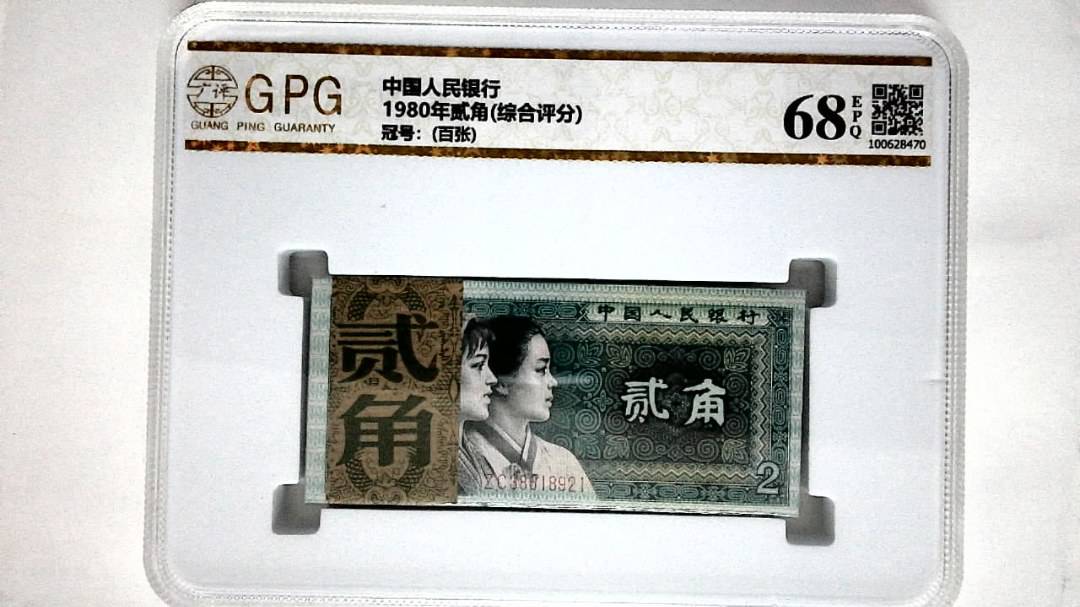 广评
GPG
GUANG PING GUARANTY
中国人民银行
1980年贰角(综合评分)
冠号：(百张)
68
EPQ
100628470
贰角
中国人民银行
贰角
ZC38618921
2